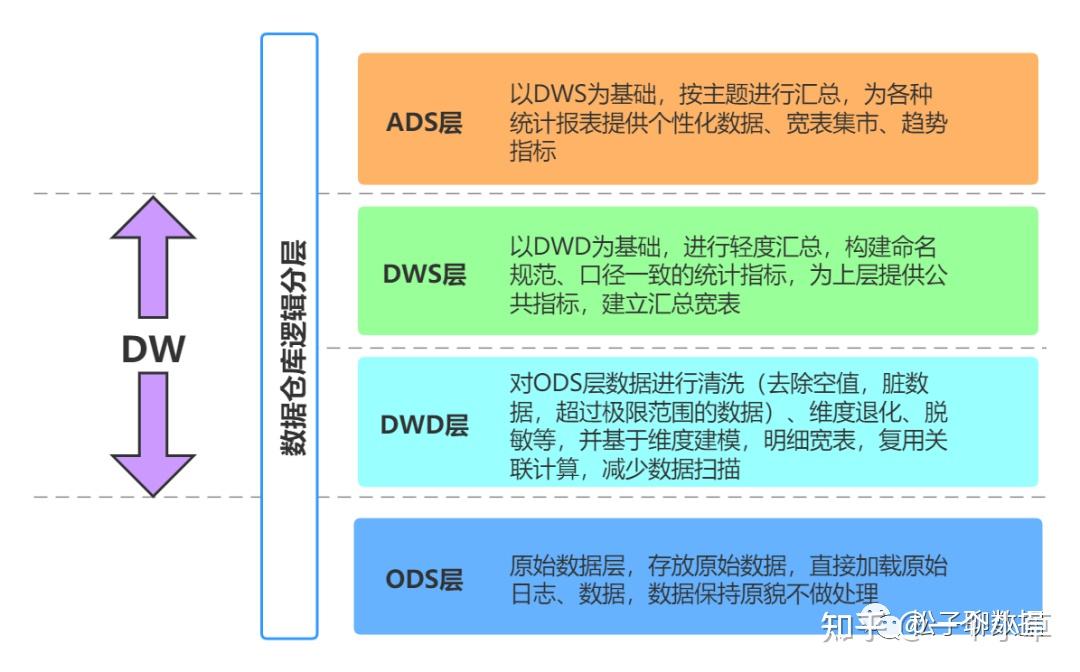 ADS层
以DWS为基础，按主题进行汇总，为各种
统计报表提供个性化数据、宽表集市、趋势
指标
DW
数据仓库逻辑分层
DWS层
以DWD为基础，进行轻度汇总，构建命名
规范、口径一致的统计指标，为上层提供公
共指标，建立汇总宽表
DWD层
对ODS层数据进行清洗（去除空值，脏数
据，超过极限范围的数据）、维度退化、脱
敏等，并基于维度建模，明细宽表，复用关
联计算，减少数据扫描
ODS层
原始数据层，存放原始数据，直接加载原始
日志、数据，数据保持原貌不做处理
松子聊数据